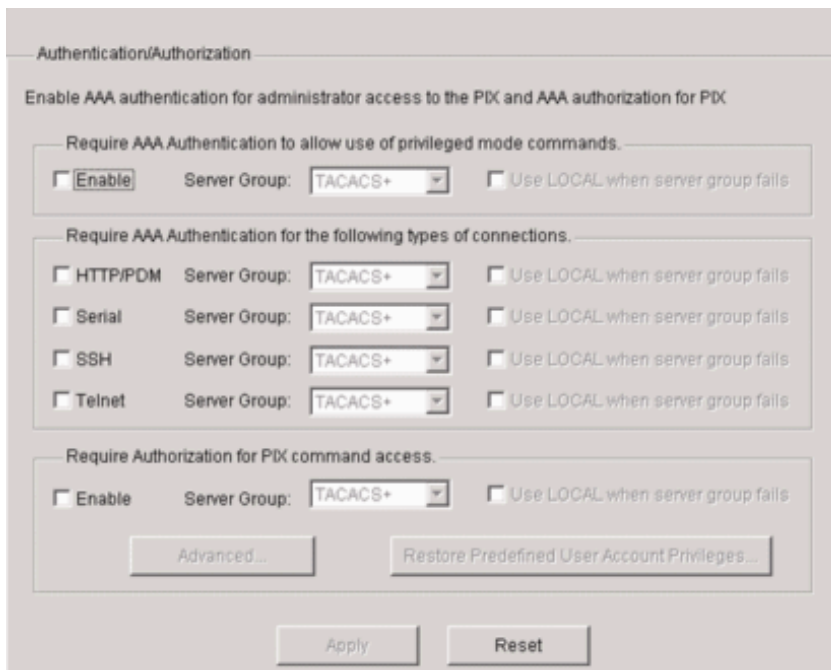 Authentication/Authorization
Enable AAA authentication for administrator access to the PIX and AAA authorization for PIX
Require AAA Authentication to allow use of privileged mode commands.
Enable Server Group: TACACS+ Use LOCAL when server group fails
Require AAA Authentication for the following types of connections.
HTTP/PDM Server Group: TACACS+ Use LOCAL when server group fails
Serial Server Group: TACACS+ Use LOCAL when server group fails
SSH Server Group: TACACS+ Use LOCAL when server group fails
Telnet Server Group: TACACS+ Use LOCAL when server group fails
Require Authorization for PIX command access.
Enable Server Group: TACACS+ Use LOCAL when server group fails
Advanced... Restore Predefined User Account Privileges...
Apply Reset